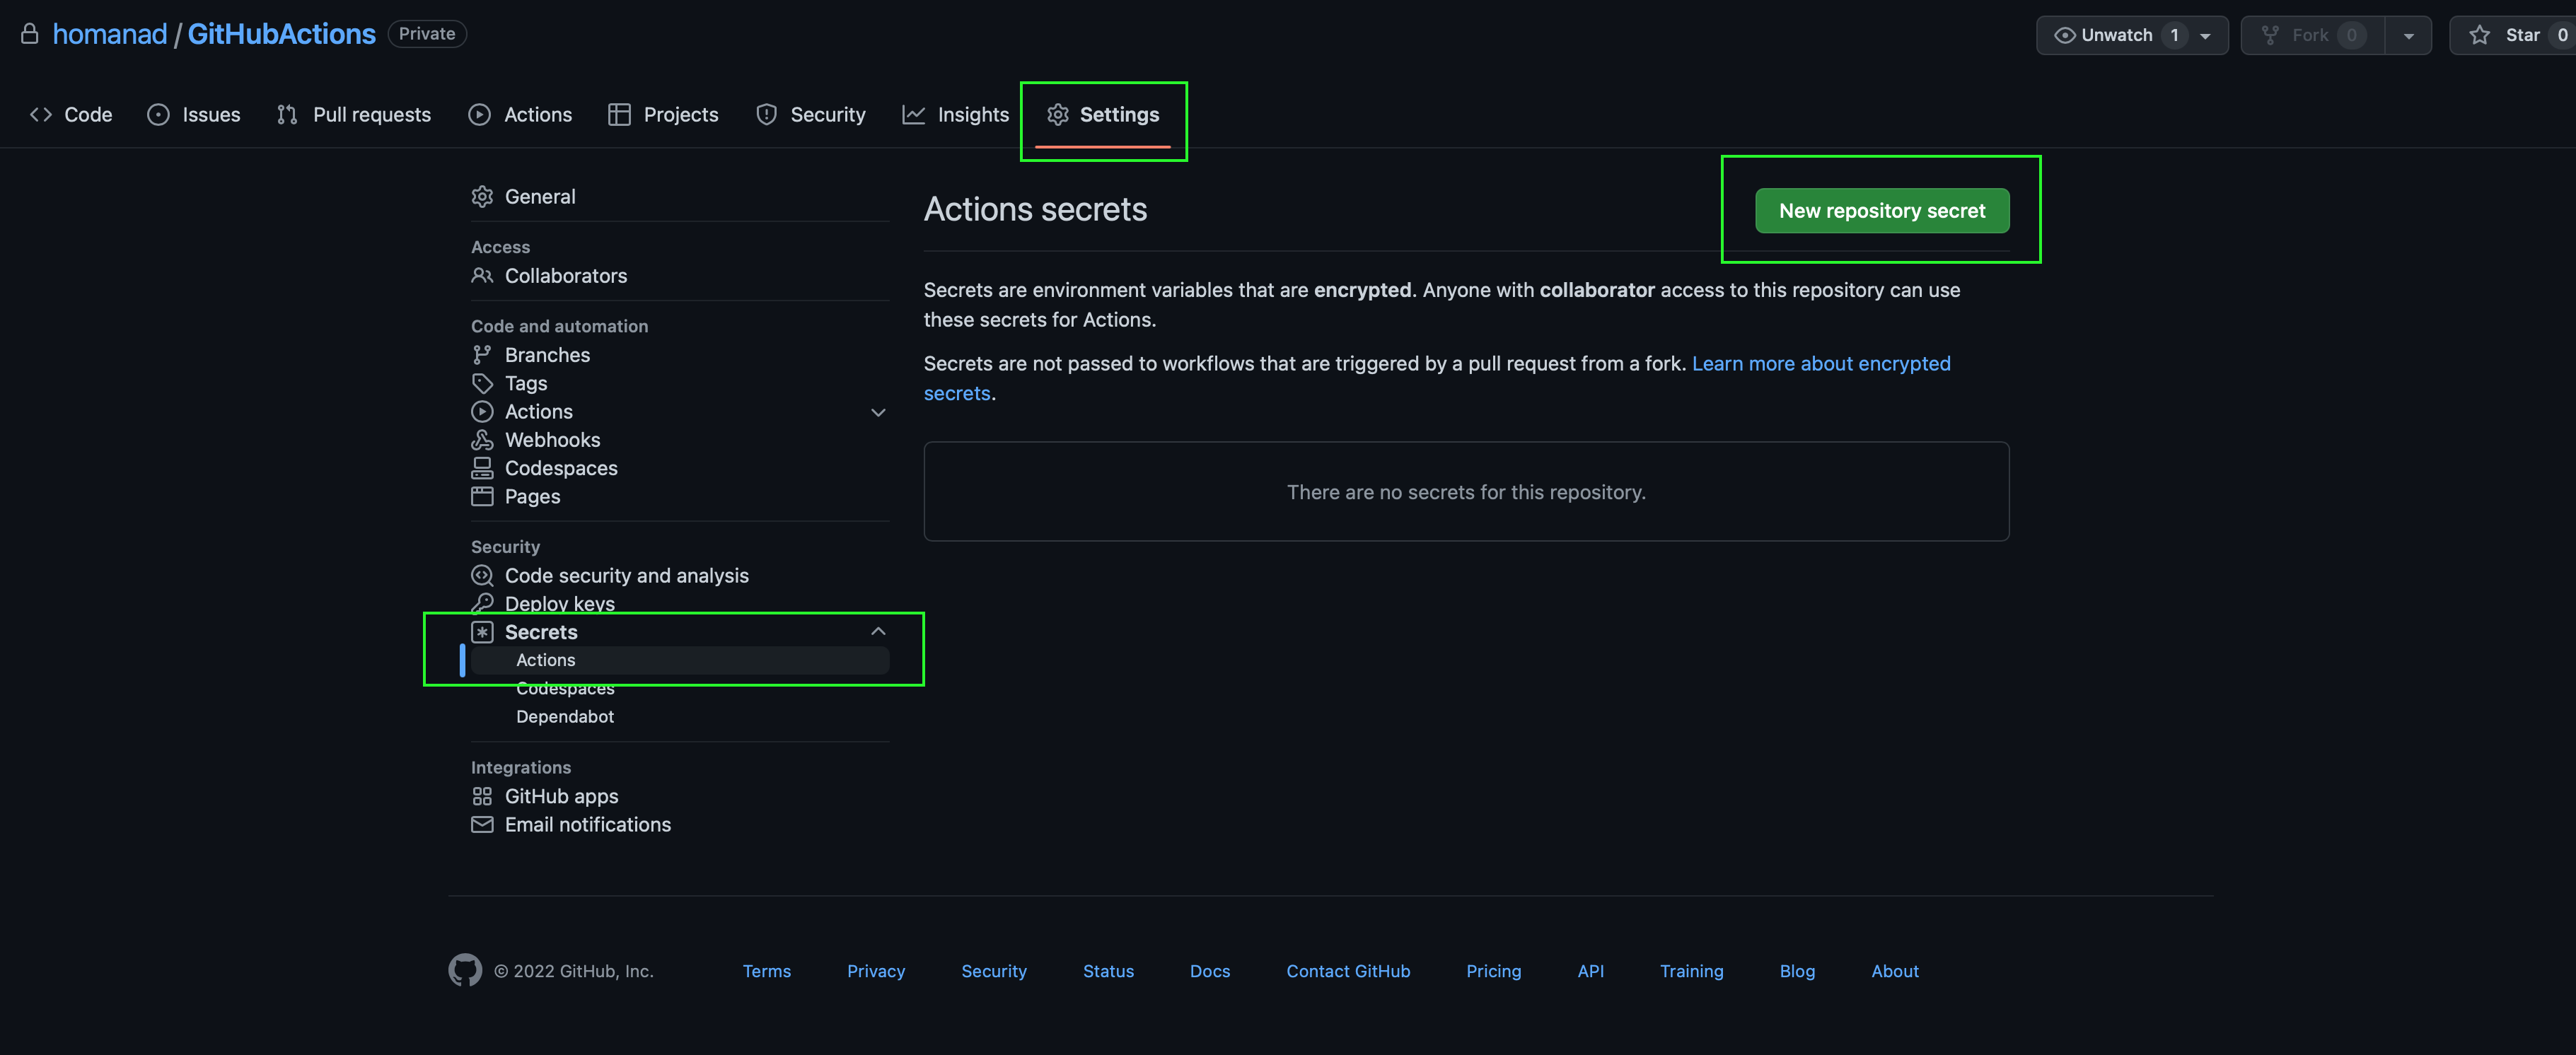 homanad / GitHubActions Private
Unwatch 1
Fork 0
Star 0
Code Issues Pull requests Actions Projects Security Insights Settings
General
Access
Collaborators
Code and automation
Branches
Tags
Actions
Webhooks
Codespaces
Pages
Security
Code security and analysis
Deploy keys
Secrets
Actions
Codespaces
Dependabot
Integrations
GitHub apps
Email notifications
Actions secrets
New repository secret
Secrets are environment variables that are encrypted. Anyone with collaborator access to this repository can use
these secrets for Actions.
Secrets are not passed to workflows that are triggered by a pull request from a fork. Learn more about encrypted
secrets.
There are no secrets for this repository.
© 2022 GitHub, Inc. Terms Privacy Security Status Docs Contact GitHub Pricing API Training Blog About